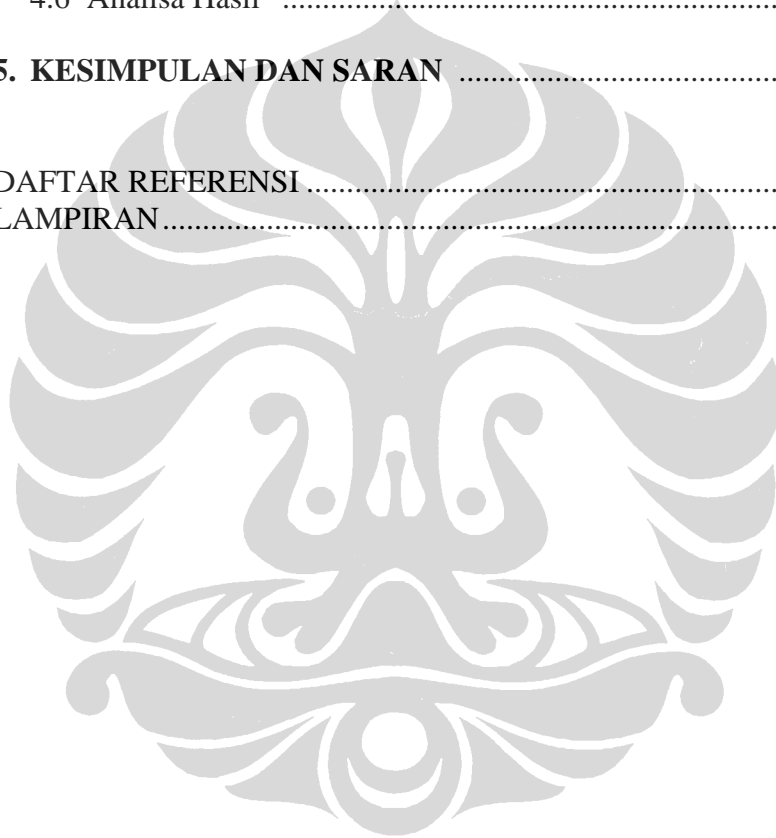 4.6 Analisa Hasil ..............................................................
5. KESIMPULAN DAN SARAN ........................................
DAFTAR REFERENSI ...........................................................
LAMPIRAN .............................................................................